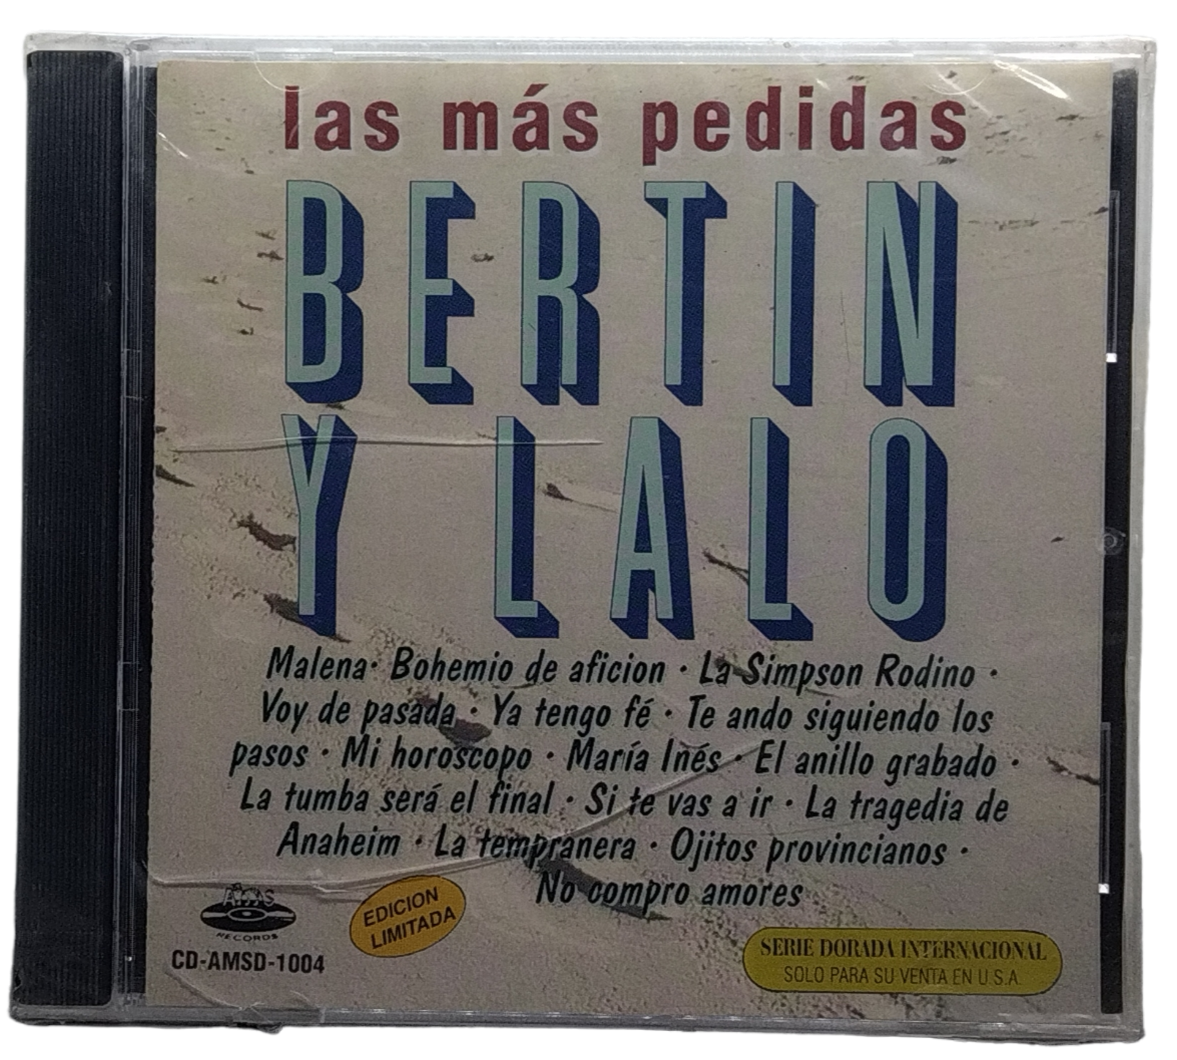 las más pedidas
BERTIN
Y LALO
Malena · Bohemio de aficion · La Simpson Rodino ·
Voy de pasada · Ya tengo fé · Te ando siguiendo los
pasos · Mi horoscopo · María Inés · El anillo grabado ·
La tumba será el final · Si te vas a ir · La tragedia de
Anaheim · La tempranera · Ojitos provincianos ·
No compro amores
RECORDS
CD-AMSD-1004
EDICION
LIMITADA
SERIE DORADA INTERNACIONAL
SOLO PARA SU VENTA EN U.S.A.